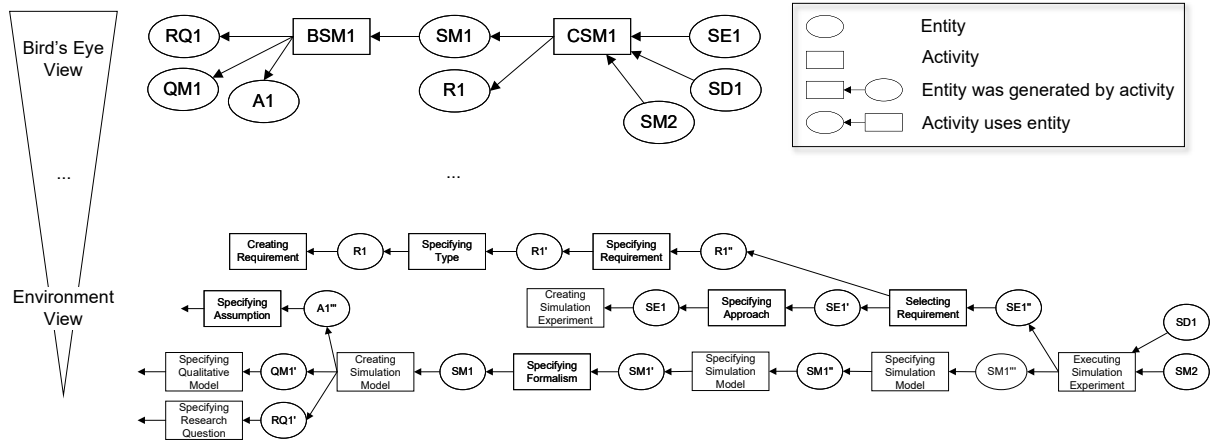 Bird's Eye
View
...
Environment
View
RQ1
BSM1
SM1
CSM1
SE1
QM1
A1
R1
SD1
SM2
...
Entity
Activity
Entity was generated by activity
Activity uses entity
Creating
Requirement
R1
Specifying
Type
R1'
Specifying
Requirement
R1"
Specifying
Assumption
A1'"
Creating
Simulation
Experiment
SE1
Specifying
Approach
SE1'
Selecting
Requirement
SE1"
SD1
Specifying
Qualitative
Model
QM1'
Creating
Simulation
Model
SM1
Specifying
Formalism
SM1'
Specifying
Simulation
Model
SM1"
Specifying
Simulation
Model
SM1'"
Executing
Simulation
Experiment
SM2
Specifying
Research
Question
RQ1'